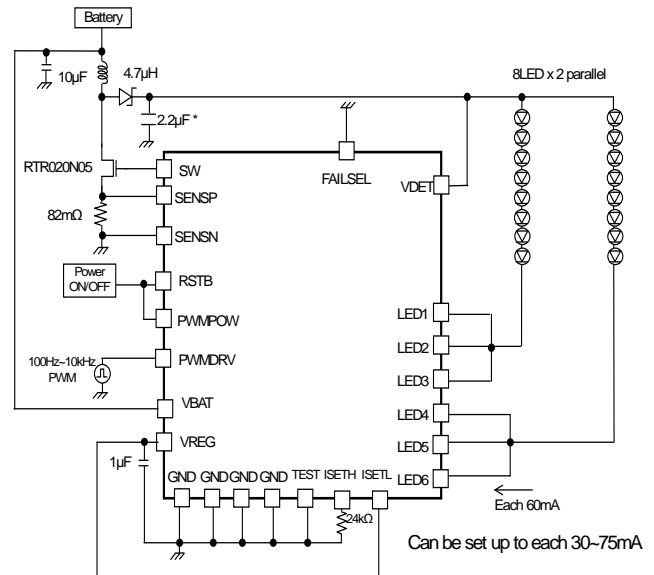 Battery
10μF
4.7μH
8LED x 2 parallel
2.2μF *
RTR020N05
SW
FAILSEL
VDET
SENSP
82mΩ
SENSN
Power
ON/OFF
RSTB
PWMPOW
LED1
LED2
LED3
100Hz~10kHz
PWM
PWMDRV
VBAT
LED4
VREG
LED5
1μF
GND GND GND GND TEST ISETH ISETL
LED6
24kΩ
Each 60mA
Can be set up to each 30~75mA